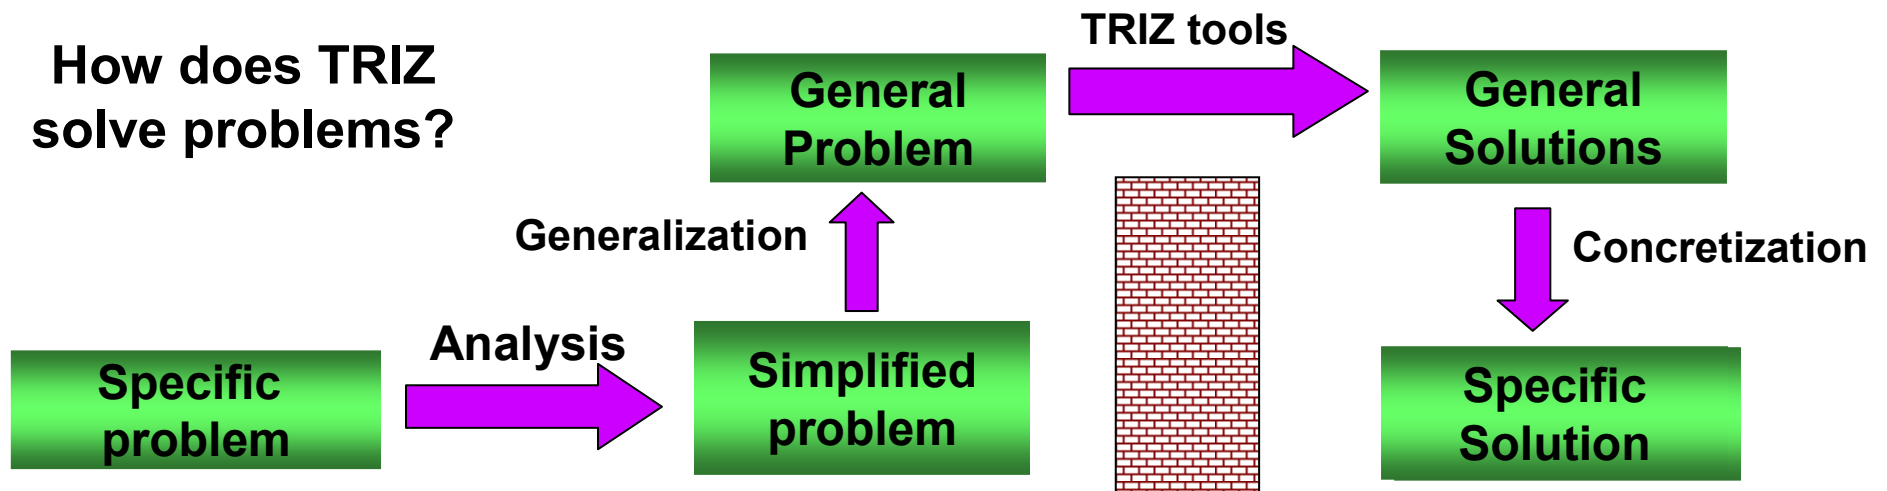 How does TRIZ
solve problems?
Specific
problem
Analysis
Simplified
problem
Generalization
General
Problem
TRIZ tools
General
Solutions
Concretization
Specific
Solution